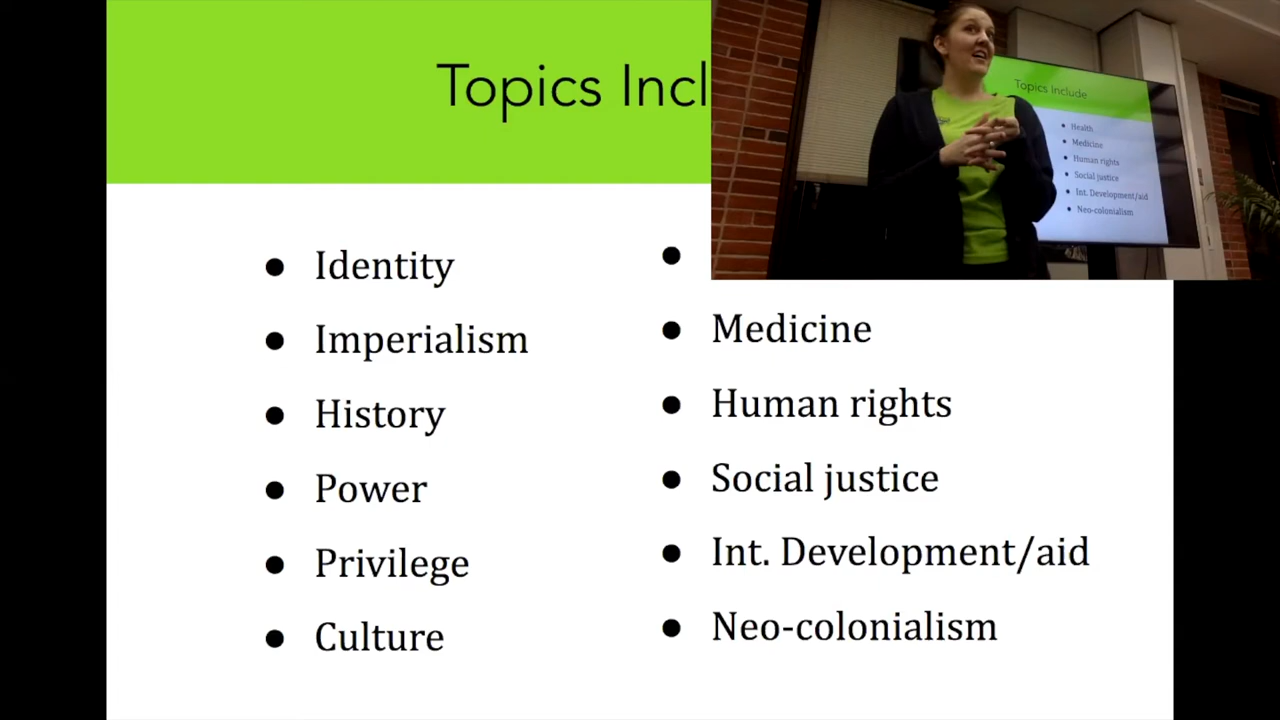 Topics Incl
Identity
Imperialism
History
Power
Privilege
Culture
Medicine
Human rights
Social justice
Int. Development/aid
Neo-colonialism
Topics Include
Health
Medicine
Human rights
Social justice
Int. Development/aid
Neo-colonialism